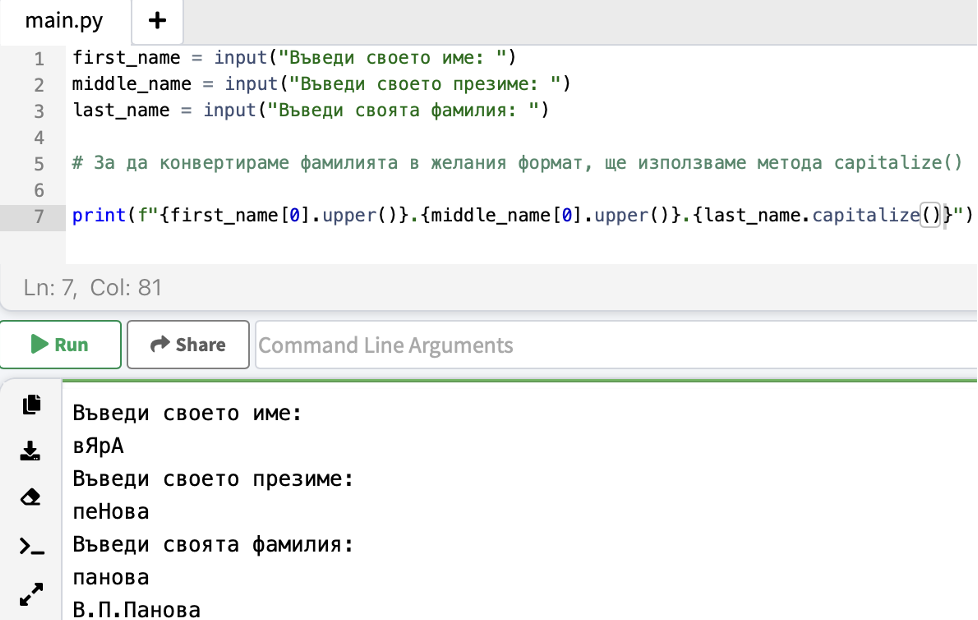 main.py +
1 first_name = input("Въведи своето име: ")
2 middle_name = input("Въведи своето презиме: ")
3 last_name = input("Въведи своята фамилия: ")
4
5 # За да конвертираме фамилията в желания формат, ще използваме метода capitalize()
6
7 print(f"{first_name[0].upper()}.{middle_name[0].upper()}.{last_name.capitalize()}")
Ln: 7, Col: 81
Run Share Command Line Arguments
Въведи своето име:
вЯрА
Въведи своето презиме:
пеНова
Въведи своята фамилия:
панова
В.П.Панова